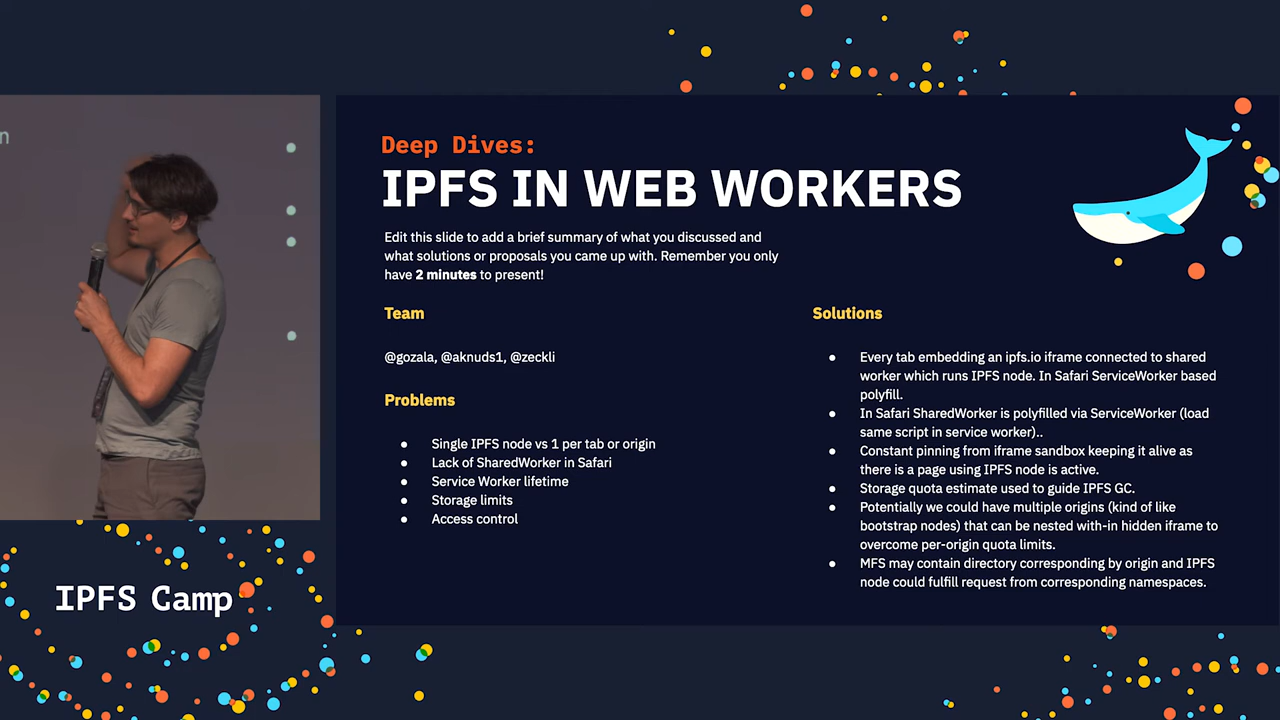 n
Deep Dives:
IPFS IN WEB WORKERS
Edit this slide to add a brief summary of what you discussed and
what solutions or proposals you came up with. Remember you only
have 2 minutes to present!
Team
@gozala, @aknuds1, @zeckli
Problems
● Single IPFS node vs 1 per tab or origin
● Lack of SharedWorker in Safari
● Service Worker lifetime
● Storage limits
● Access control
Solutions
● Every tab embedding an ipfs.io iframe connected to shared
worker which runs IPFS node. In Safari ServiceWorker based
polyfill.
● In Safari SharedWorker is polyfilled via ServiceWorker (load
same script in service worker)..
● Constant pinning from iframe sandbox keeping it alive as
there is a page using IPFS node is active.
● Storage quota estimate used to guide IPFS GC.
● Potentially we could have multiple origins (kind of like
bootstrap nodes) that can be nested with-in hidden iframe to
overcome per-origin quota limits.
● MFS may contain directory corresponding by origin and IPFS
node could fulfill request from corresponding namespaces.
IPFS Camp